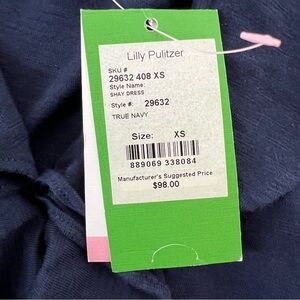 Lilly Pulitzer
SKU #
29632 408 XS
Style Name:
SHAY DRESS
Style #: 29632
TRUE NAVY
Size: XS
889069 338084
Manufacturer's Suggested Price
$98.00